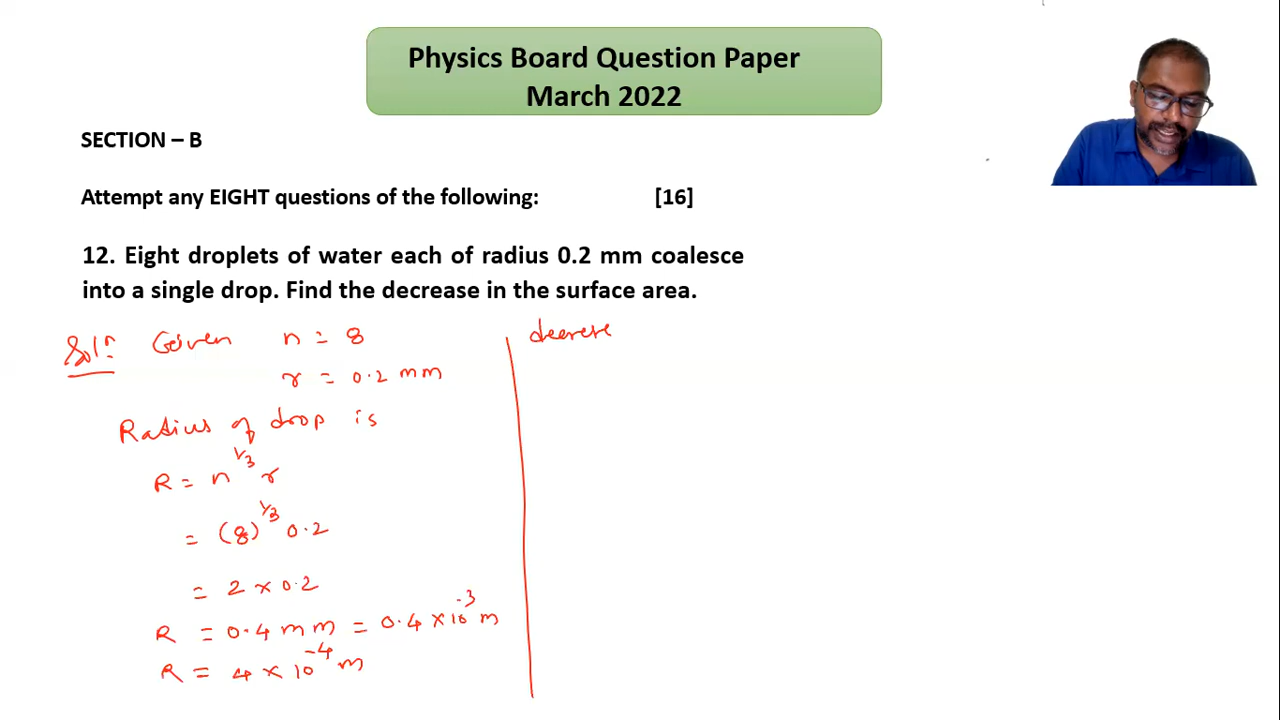 Physics Board Question Paper
March 2022
SECTION – B
Attempt any EIGHT questions of the following: [16]
12. Eight droplets of water each of radius 0.2 mm coalesce
into a single drop. Find the decrease in the surface area.
Solⁿ: Given n = 8
r = 0.2 mm
Radius of drop is
R = n^1/3 r
= (8)^1/3 0.2
= 2 × 0.2
R = 0.4 mm = 0.4 × 10^-3 m
R = 4 × 10^-4 m
decrese